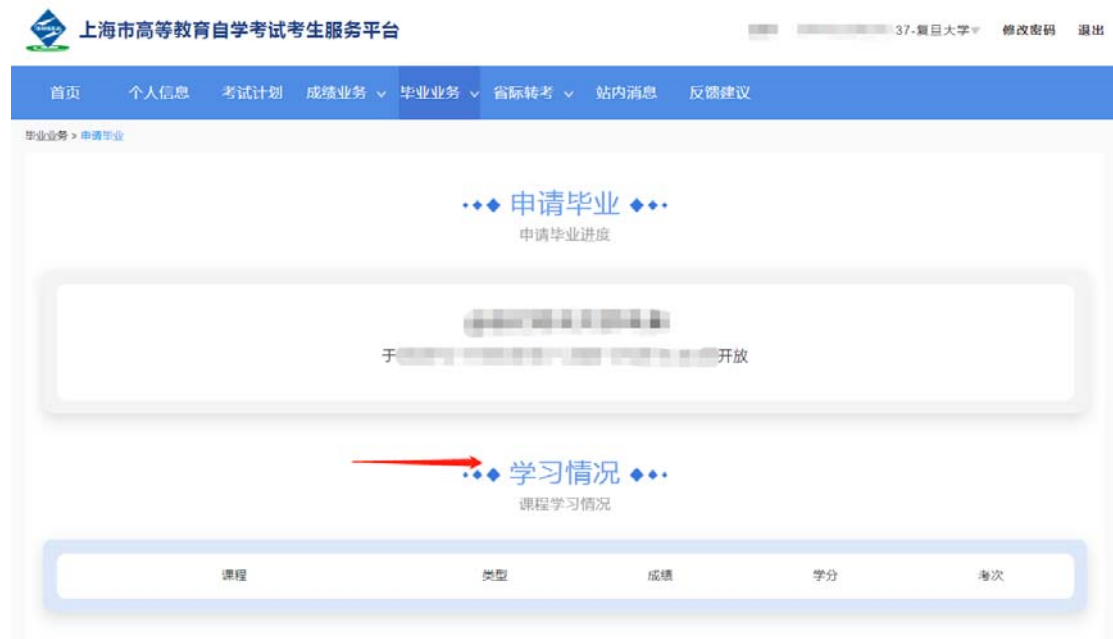 上海市高等教育自学考试考生服务平台
37-复旦大学 修改密码 退出
首页 个人信息 考试计划 成绩业务 毕业业务 省际转考 站内消息 反馈建议
毕业业务 > 申请毕业
申请毕业
申请毕业进度
于
开放
学习情况
课程学习情况
课程 类型 成绩 学分 考次